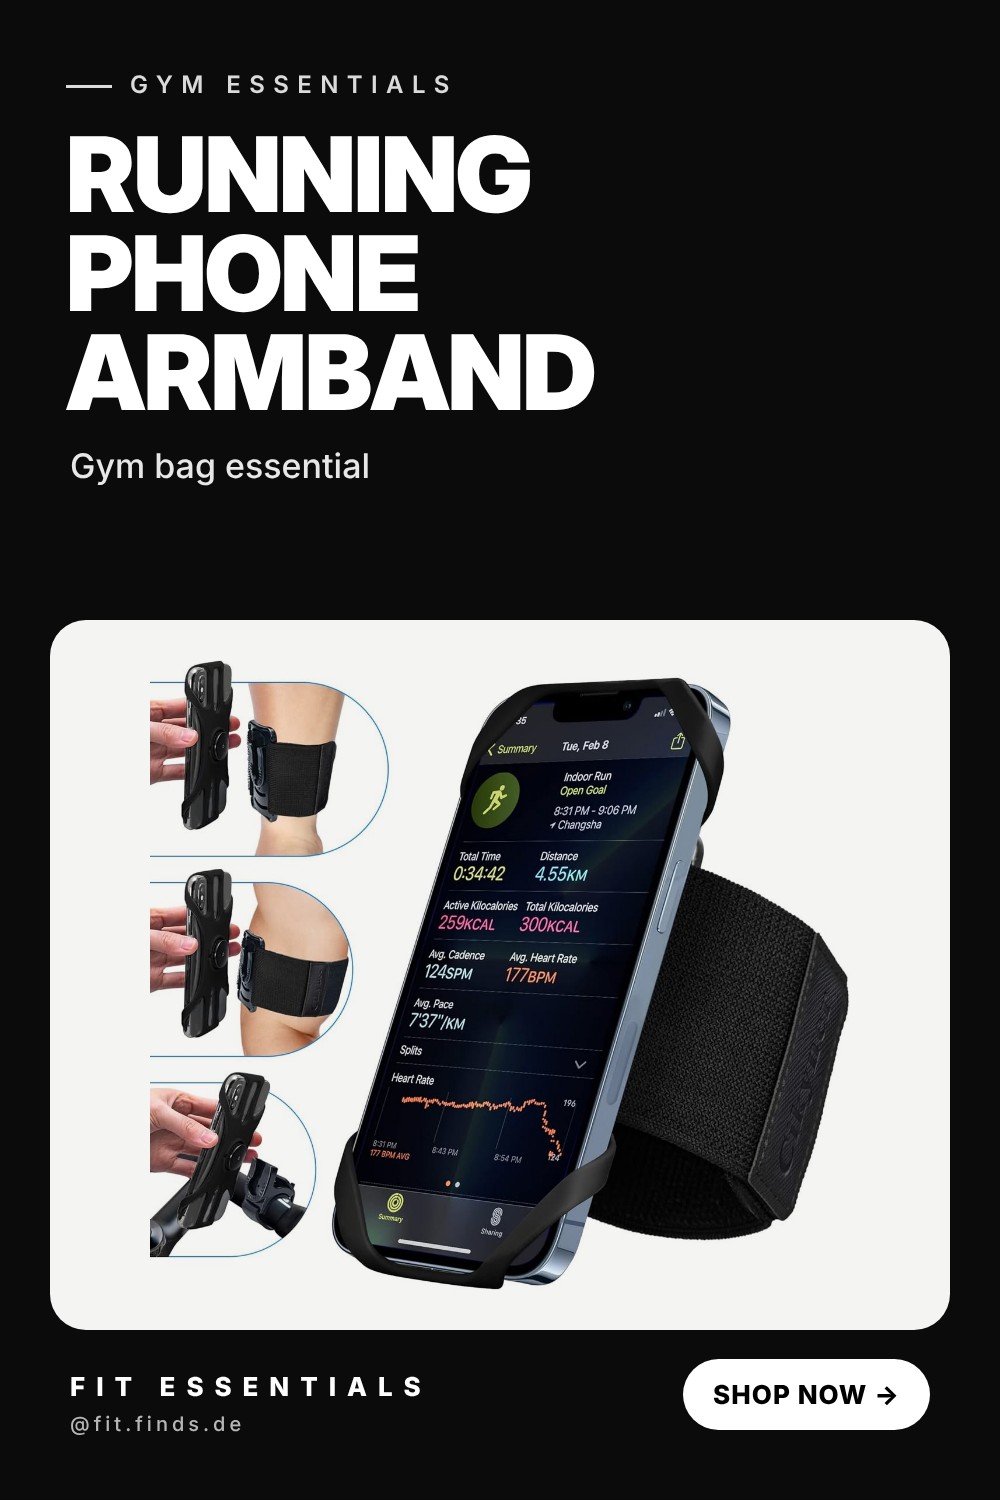 GYM ESSENTIALS
RUNNING
PHONE
ARMBAND
Gym bag essential
:35
Summary
Tue, Feb 8
Indoor Run
Open Goal
8:31 PM - 9:06 PM
Changsha
Total Time Distance
0:34:42 4.55KM
Active Kilocalories Total Kilocalories
259KCAL 300KCAL
Avg. Cadence Avg. Heart Rate
124SPM 177BPM
Avg. Pace
7'37"/KM
Splits
Heart Rate
196
124
8:31 PM 8:43 PM 8:54 PM
177 BPM AVG
Summary Sharing
FIT ESSENTIALS
@fit.finds.de
SHOP NOW →